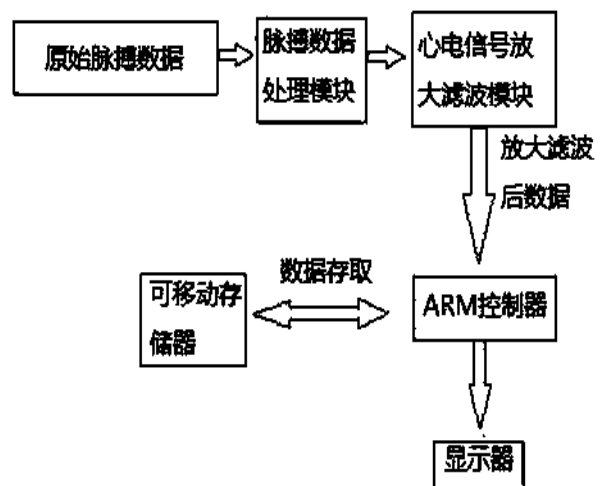 原始脉搏数据
脉搏数据
处理模块
心电信号放
大滤波模块
放大滤波
后数据
数据存取
可移动存
储器
ARM控制器
显示器